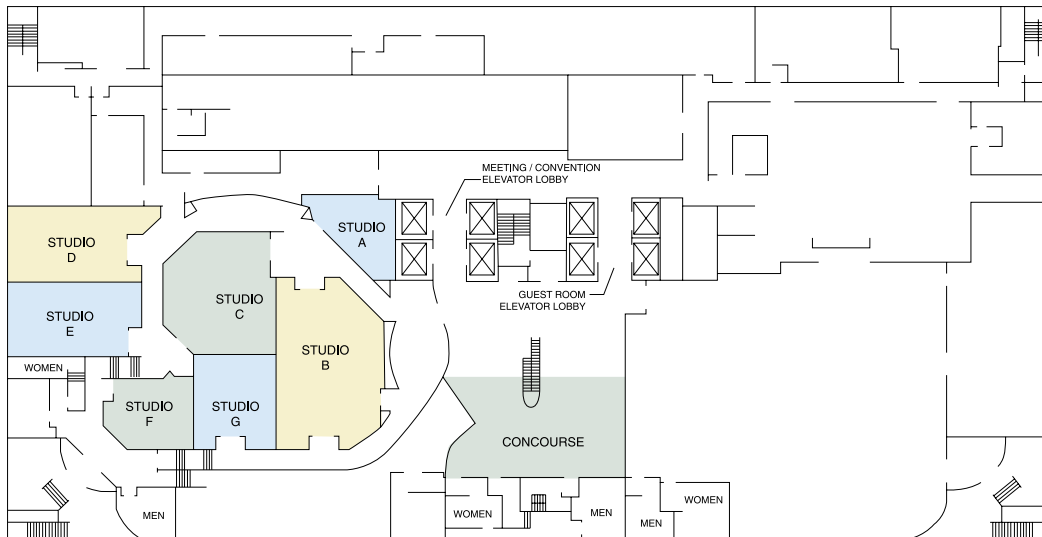 MEETING / CONVENTION
ELEVATOR LOBBY
STUDIO
A
STUDIO
D
STUDIO
C
STUDIO
E
GUEST ROOM
ELEVATOR LOBBY
STUDIO
B
WOMEN
STUDIO
F
STUDIO
G
CONCOURSE
WOMEN
MEN
WOMEN
MEN
MEN